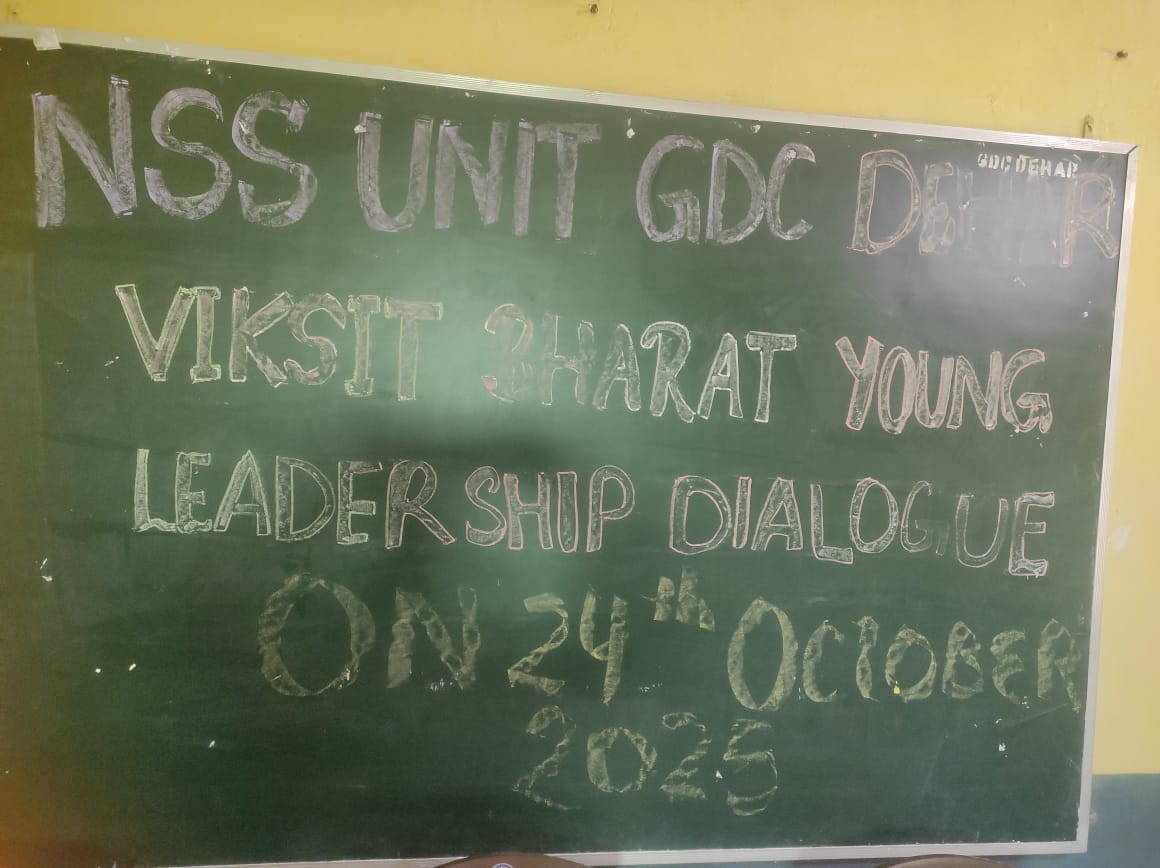 NSS UNIT GDC DEHAR
GDC DEHAR
VIKSIT BHARAT YOUNG
LEADERSHIP DIALOGUE
ON 24th OCTOBER
2025